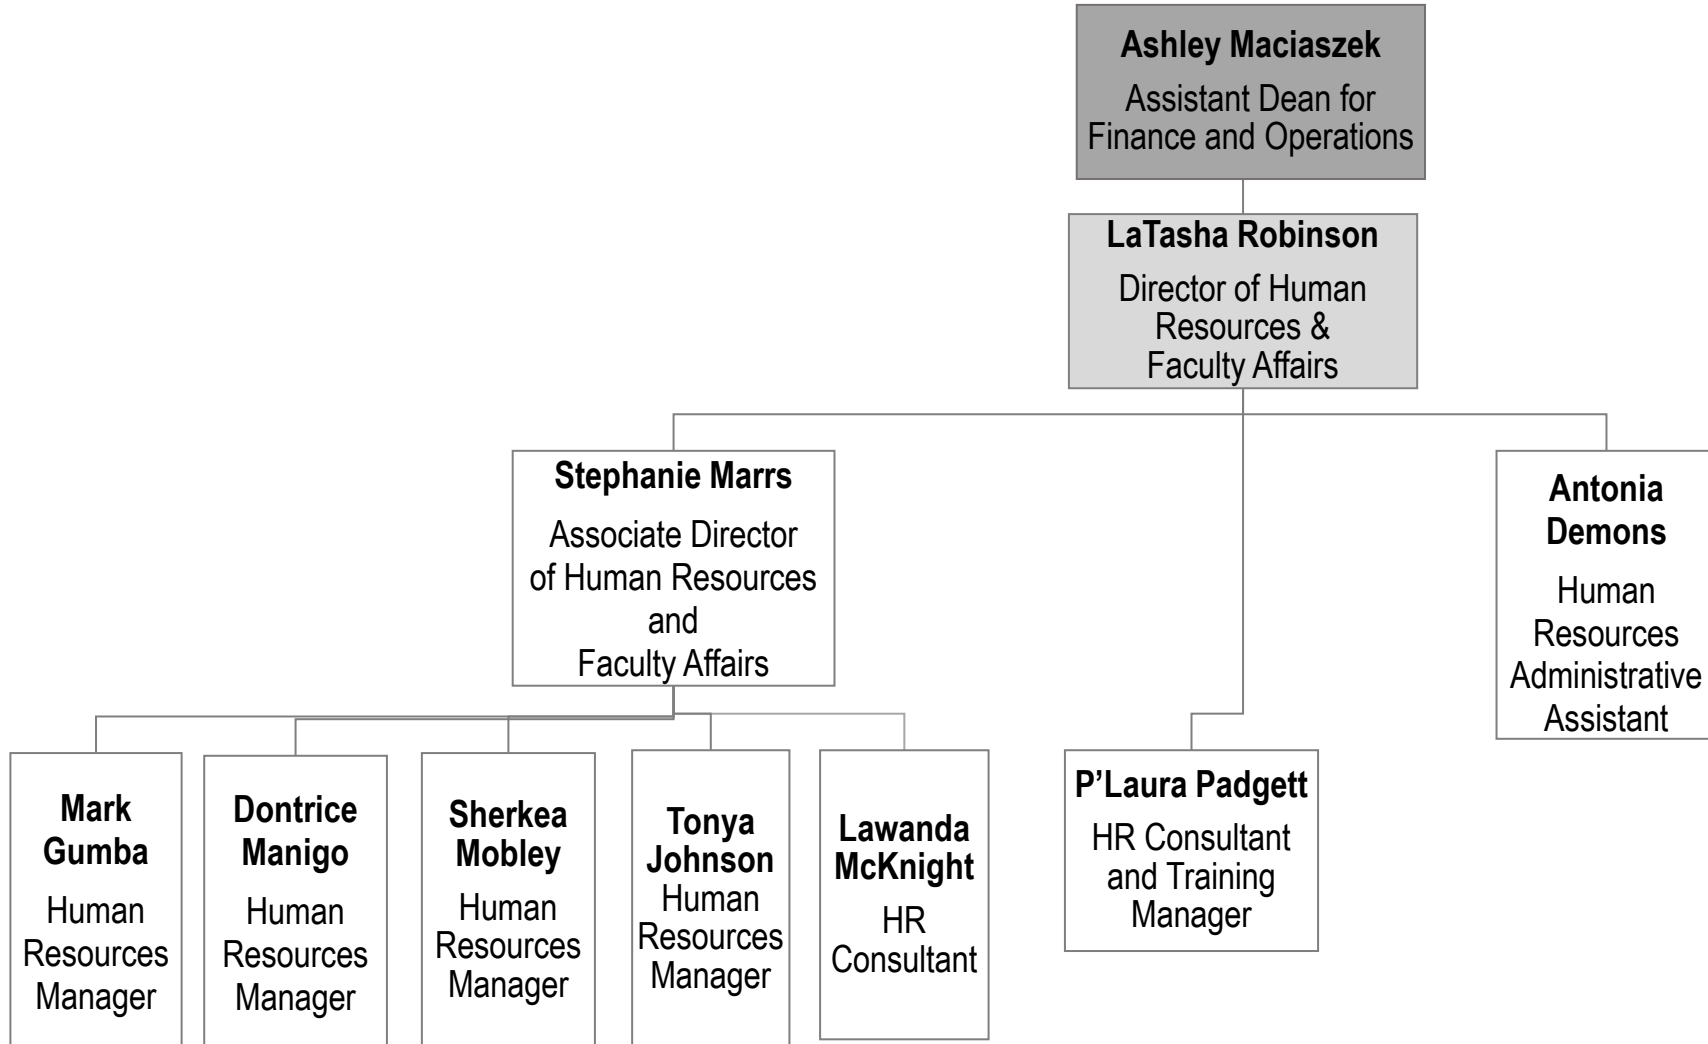 Ashley Maciaszek
Assistant Dean for
Finance and Operations
LaTasha Robinson
Director of Human
Resources &
Faculty Affairs
Stephanie Marrs
Associate Director
of Human Resources
and
Faculty Affairs
Antonia
Demons
Human
Resources
Administrative
Assistant
Mark
Gumba
Human
Resources
Manager
Dontrice
Manigo
Human
Resources
Manager
Sherkea
Mobley
Human
Resources
Manager
Tonya
Johnson
Human
Resources
Manager
Lawanda
McKnight
HR
Consultant
P’Laura Padgett
HR Consultant
and Training
Manager